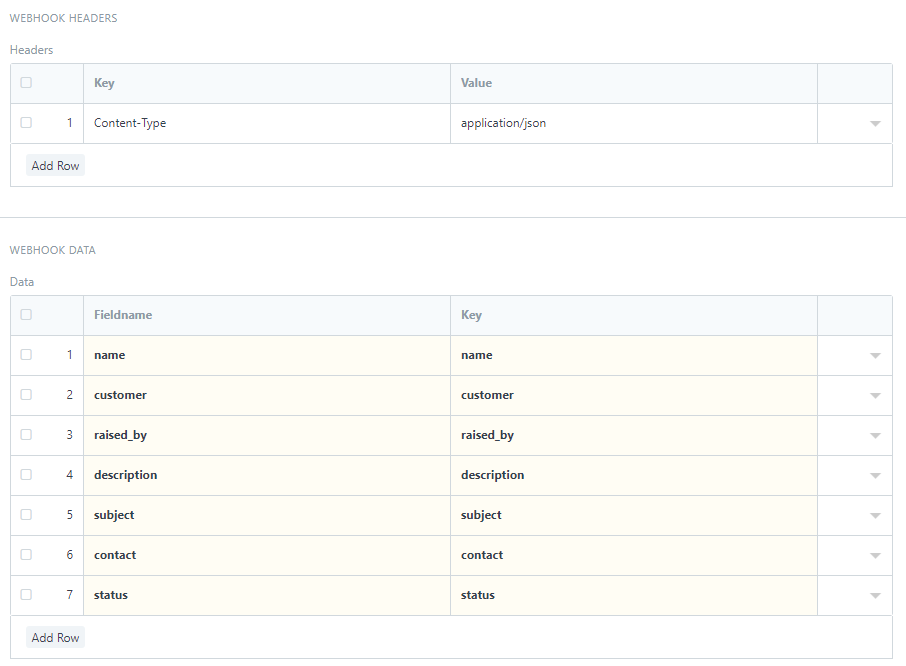 WEBHOOK HEADERS
Headers
Key Value
1 Content-Type application/json
Add Row
WEBHOOK DATA
Data
Fieldname Key
1 name name
2 customer customer
3 raised_by raised_by
4 description description
5 subject subject
6 contact contact
7 status status
Add Row